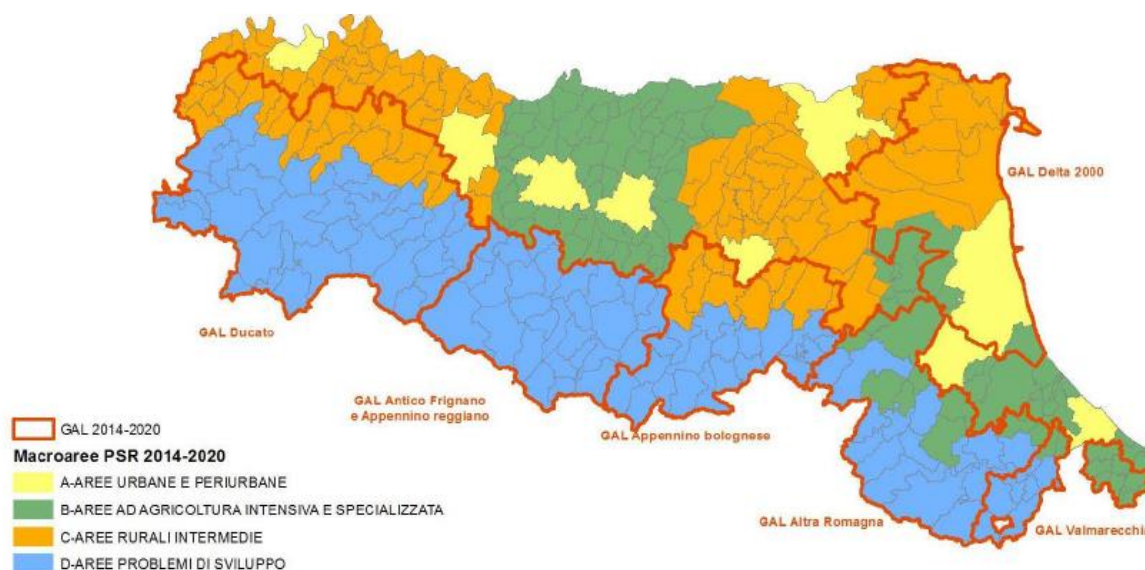 GAL Delta 2000
GAL Ducato
GAL Antico Frignano
e Appennino reggiano
GAL Appennino bolognese
GAL Altra Romagna
GAL Valmarecchia
GAL 2014-2020
Macroaree PSR 2014-2020
A-AREE URBANE E PERIURBANE
B-AREE AD AGRICOLTURA INTENSIVA E SPECIALIZZATA
C-AREE RURALI INTERMEDIE
D-AREE PROBLEMI DI SVILUPPO